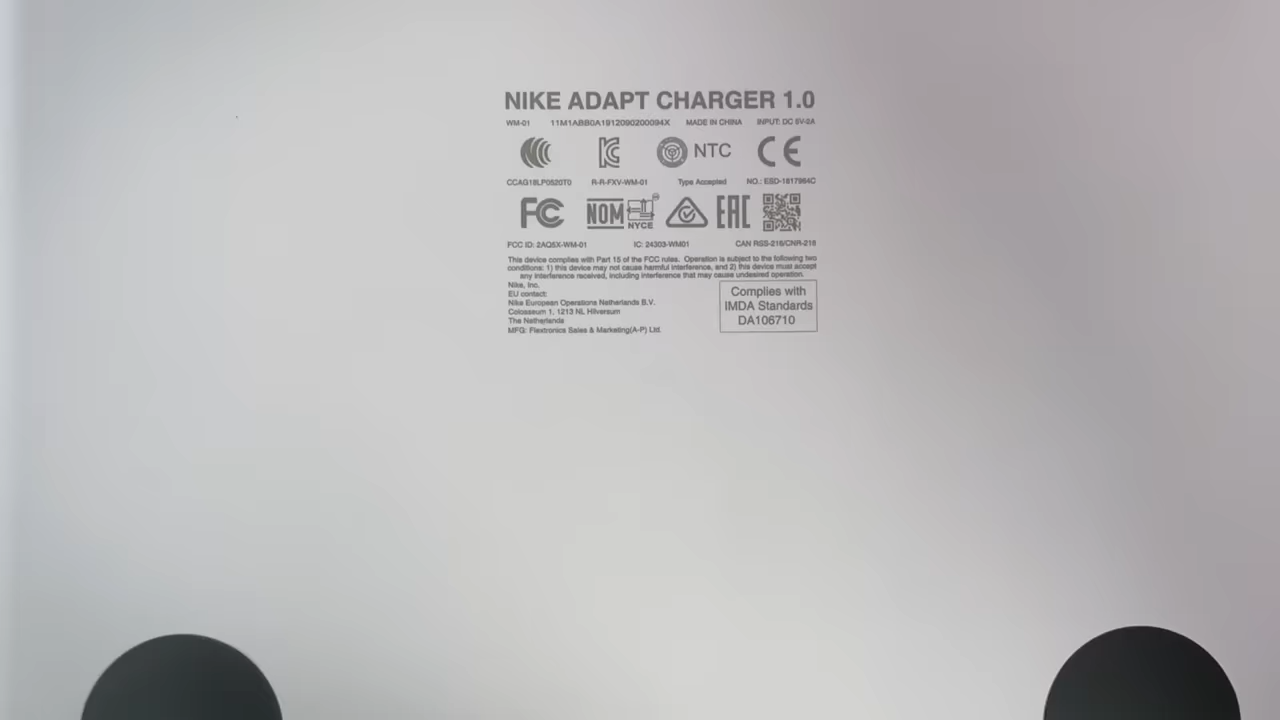 NIKE ADAPT CHARGER 1.0
WM-01 11M1ABB0A1912090200094X MADE IN CHINA INPUT: DC 5V-2A
NTC CE
CCAG18LP0520T0 R-R-FXV-WM-01 Type Accepted NO.: ESD-1817964C
FC NOM NYCE EAC
FCC ID: 2AQ5X-WM-01 IC: 24303-WM01 CAN RSS-216/CNR-216
This device complies with Part 15 of the FCC rules. Operation is subject to the following two
conditions: 1) this device may not cause harmful interference, and 2) this device must accept
any interference received, including interference that may cause undesired operation.
Nike, Inc.
EU contact:
Nike European Operations Netherlands B.V.
Colosseum 1, 1213 NL Hilversum
The Netherlands
MFG: Flextronics Sales & Marketing(A-P) Ltd.
Complies with
IMDA Standards
DA106710